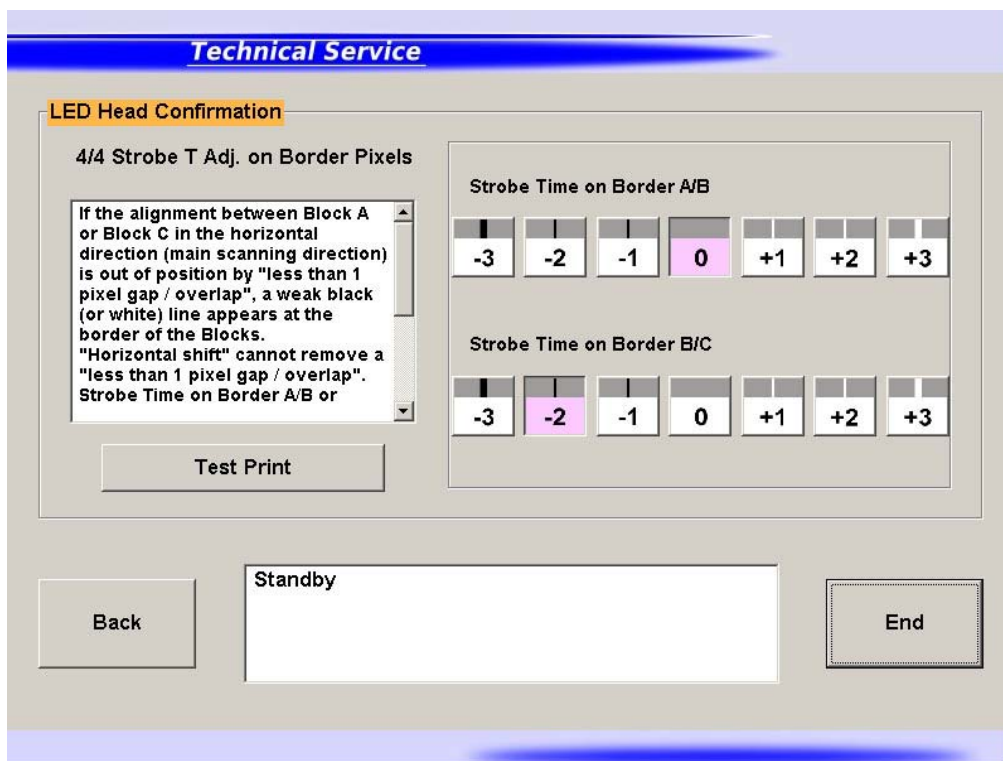 Technical Service
LED Head Confirmation
4/4 Strobe T Adj. on Border Pixels
If the alignment between Block A
or Block C in the horizontal
direction (main scanning direction)
is out of position by "less than 1
pixel gap / overlap", a weak black
(or white) line appears at the
border of the Blocks.
"Horizontal shift" cannot remove a
"less than 1 pixel gap / overlap".
Strobe Time on Border A/B or
Test Print
Strobe Time on Border A/B
-3 -2 -1 0 +1 +2 +3
Strobe Time on Border B/C
-3 -2 -1 0 +1 +2 +3
Back
Standby
End